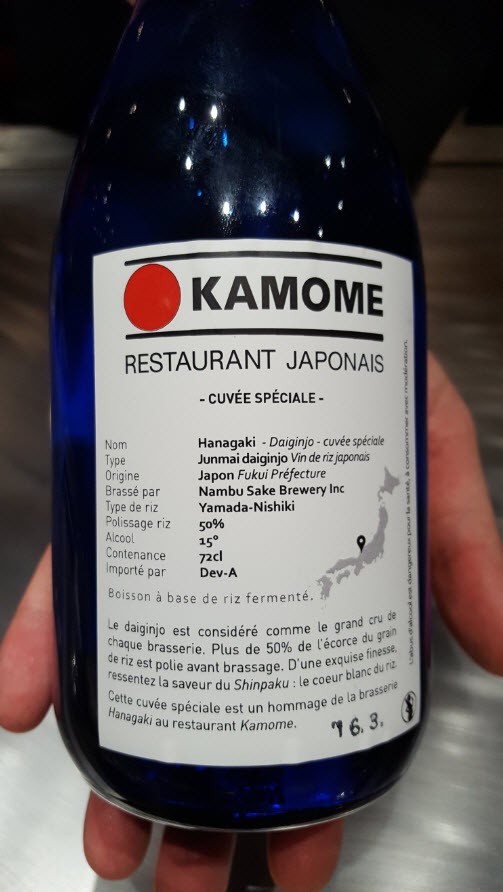 KAMOME
RESTAURANT JAPONAIS
- CUVÉE SPÉCIALE -
Nom Hanagaki - Daiginjo - cuvée spéciale
Type Junmai daiginjo Vin de riz japonais
Origine Japon Fukui Préfecture
Brassé par Nambu Sake Brewery Inc
Type de riz Yamada-Nishiki
Polissage riz 50%
Alcool 15°
Contenance 72cl
Importé par Dev-A
Boisson à base de riz fermenté.
Le daiginjo est considéré comme le grand cru de
chaque brasserie. Plus de 50% de l'écorce du grain
de riz est polie avant brassage. D'une exquise finesse,
ressentez la saveur du Shinpaku : le coeur blanc du riz.
Cette cuvée spéciale est un hommage de la brasserie
Hanagaki au restaurant Kamome.
16.3.
L'abus d'alcool est dangereux pour la santé, à consommer avec modération.